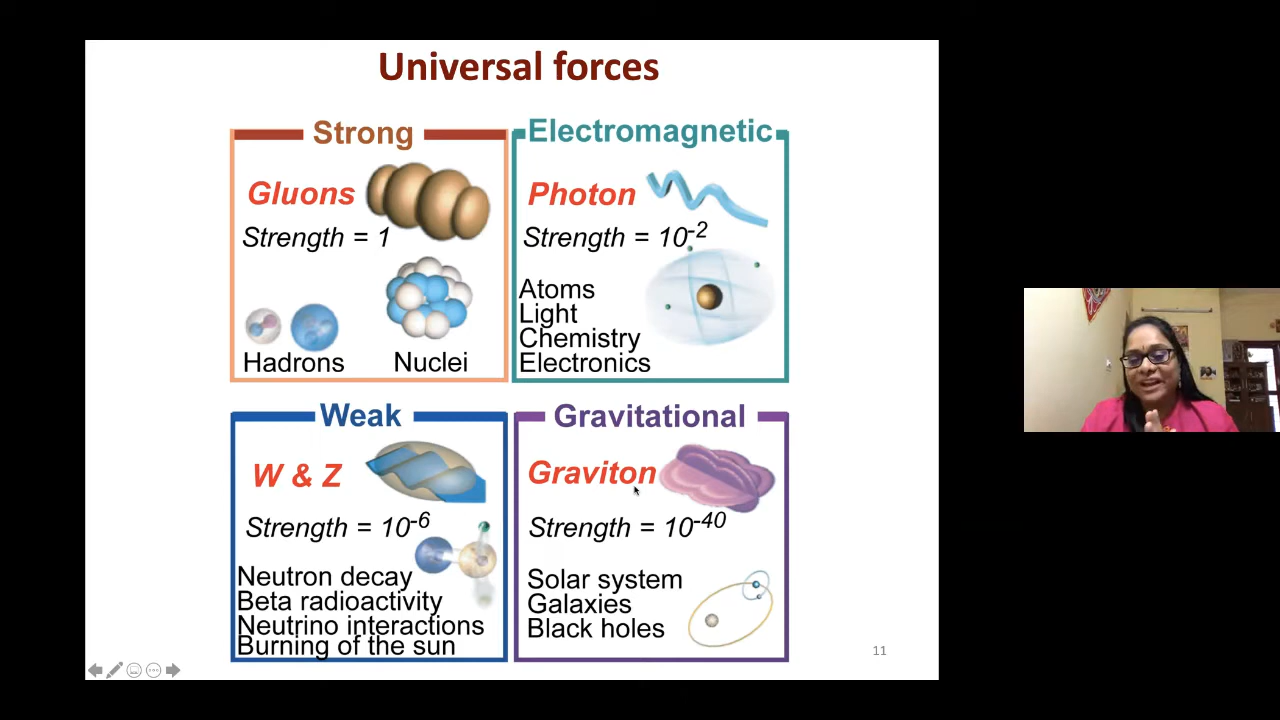 Universal forces
Strong
Gluons
Strength = 1
Hadrons
Nuclei
Electromagnetic
Photon
Strength = 10-2
Atoms
Light
Chemistry
Electronics
Weak
W & Z
Strength = 10-6
Neutron decay
Beta radioactivity
Neutrino interactions
Burning of the sun
Gravitational
Graviton
Strength = 10-40
Solar system
Galaxies
Black holes
11